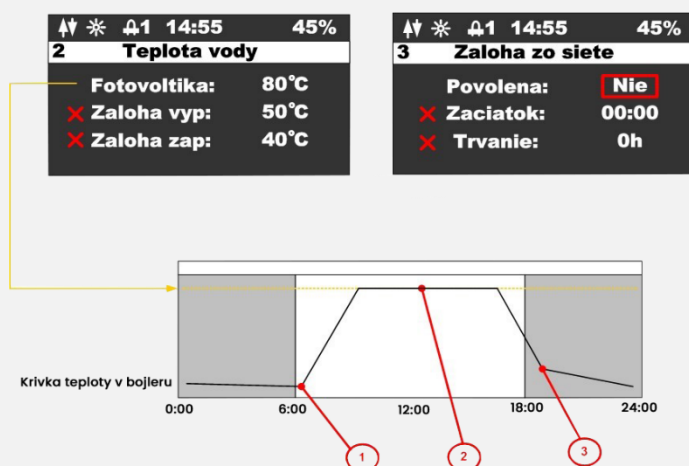 1 14:55 45%
2 Teplota vody
Fotovoltika: 80°C
Zaloha vyp: 50°C
Zaloha zap: 40°C
1 14:55 45%
3 Zaloha zo siete
Povolena: Nie
Zaciatok: 00:00
Trvanie: 0h
Krivka teploty v bojleru
0:00 6:00 12:00 18:00 24:00
1 2 3